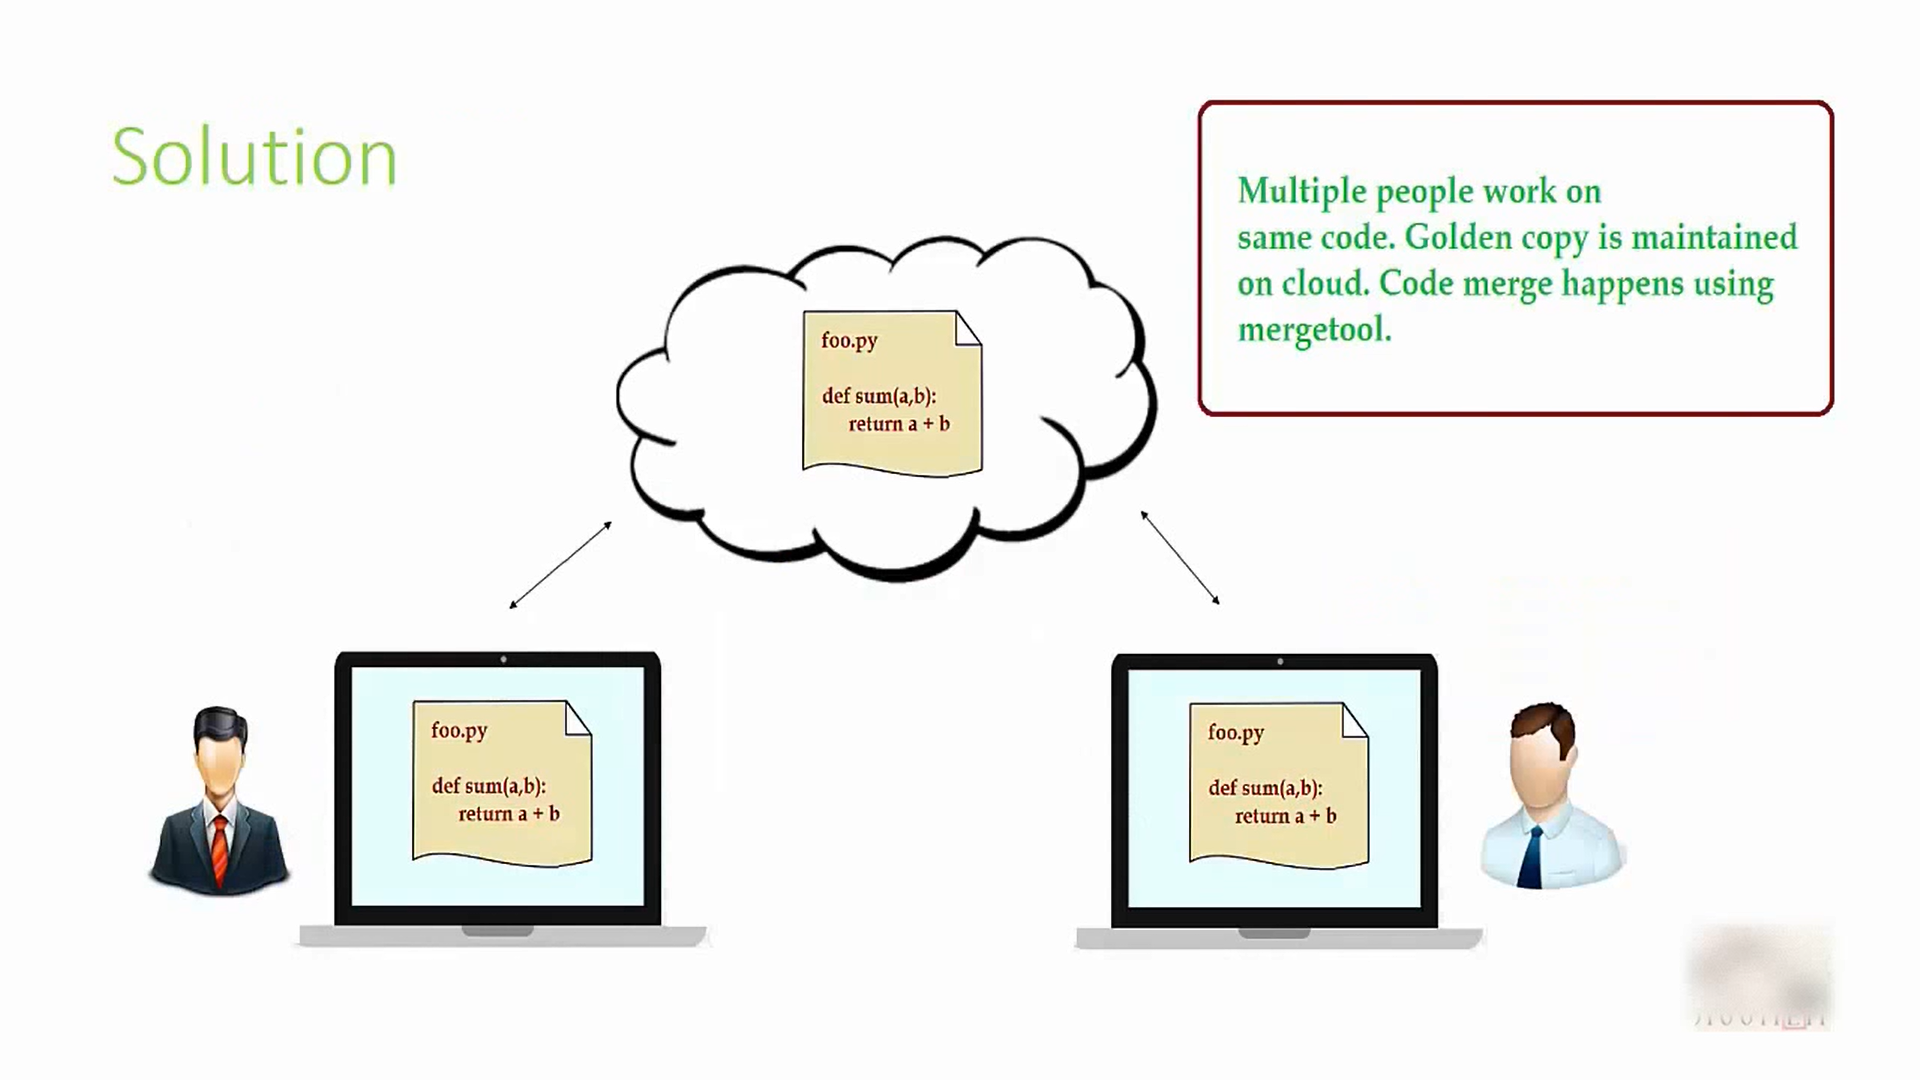 Solution
Multiple people work on
same code. Golden copy is maintained
on cloud. Code merge happens using
mergetool.
foo.py
def sum(a,b):
return a + b
foo.py
def sum(a,b):
return a + b
foo.py
def sum(a,b):
return a + b